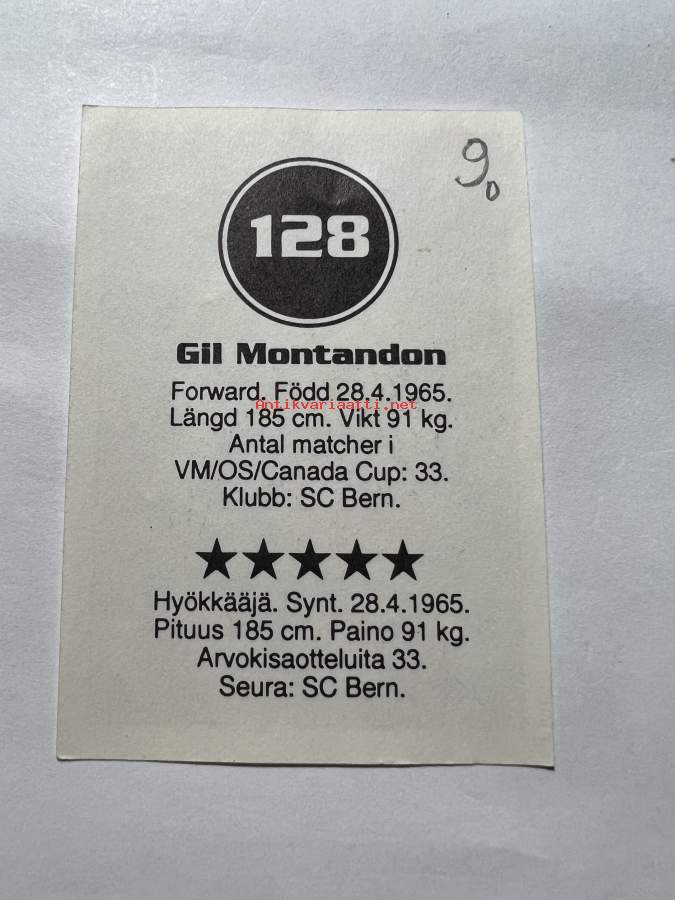 9.0
128
Gil Montandon
Forward. Född 28.4.1965.
Antikvariaatti.net
Längd 185 cm. Vikt 91 kg.
Antal matcher i
VM/OS/Canada Cup: 33.
Klubb: SC Bern.
Hyökkääjä. Synt. 28.4.1965.
Pituus 185 cm. Paino 91 kg.
Arvokisaotteluita 33.
Seura: SC Bern.